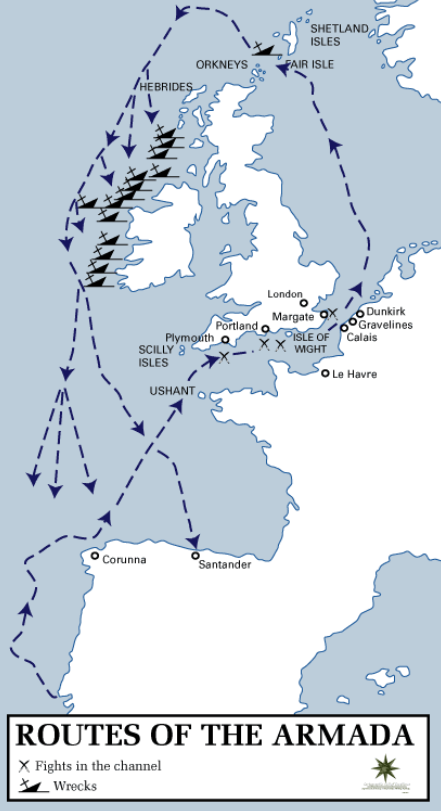 SHETLAND
ISLES
ORKNEYS
FAIR ISLE
HEBRIDES
London
Margate
Dunkirk
Gravelines
Portland
ISLE OF
WIGHT
Calais
Plymouth
SCILLY
ISLES
Le Havre
USHANT
Corunna
Santander
ROUTES OF THE ARMADA
Fights in the channel
Wrecks